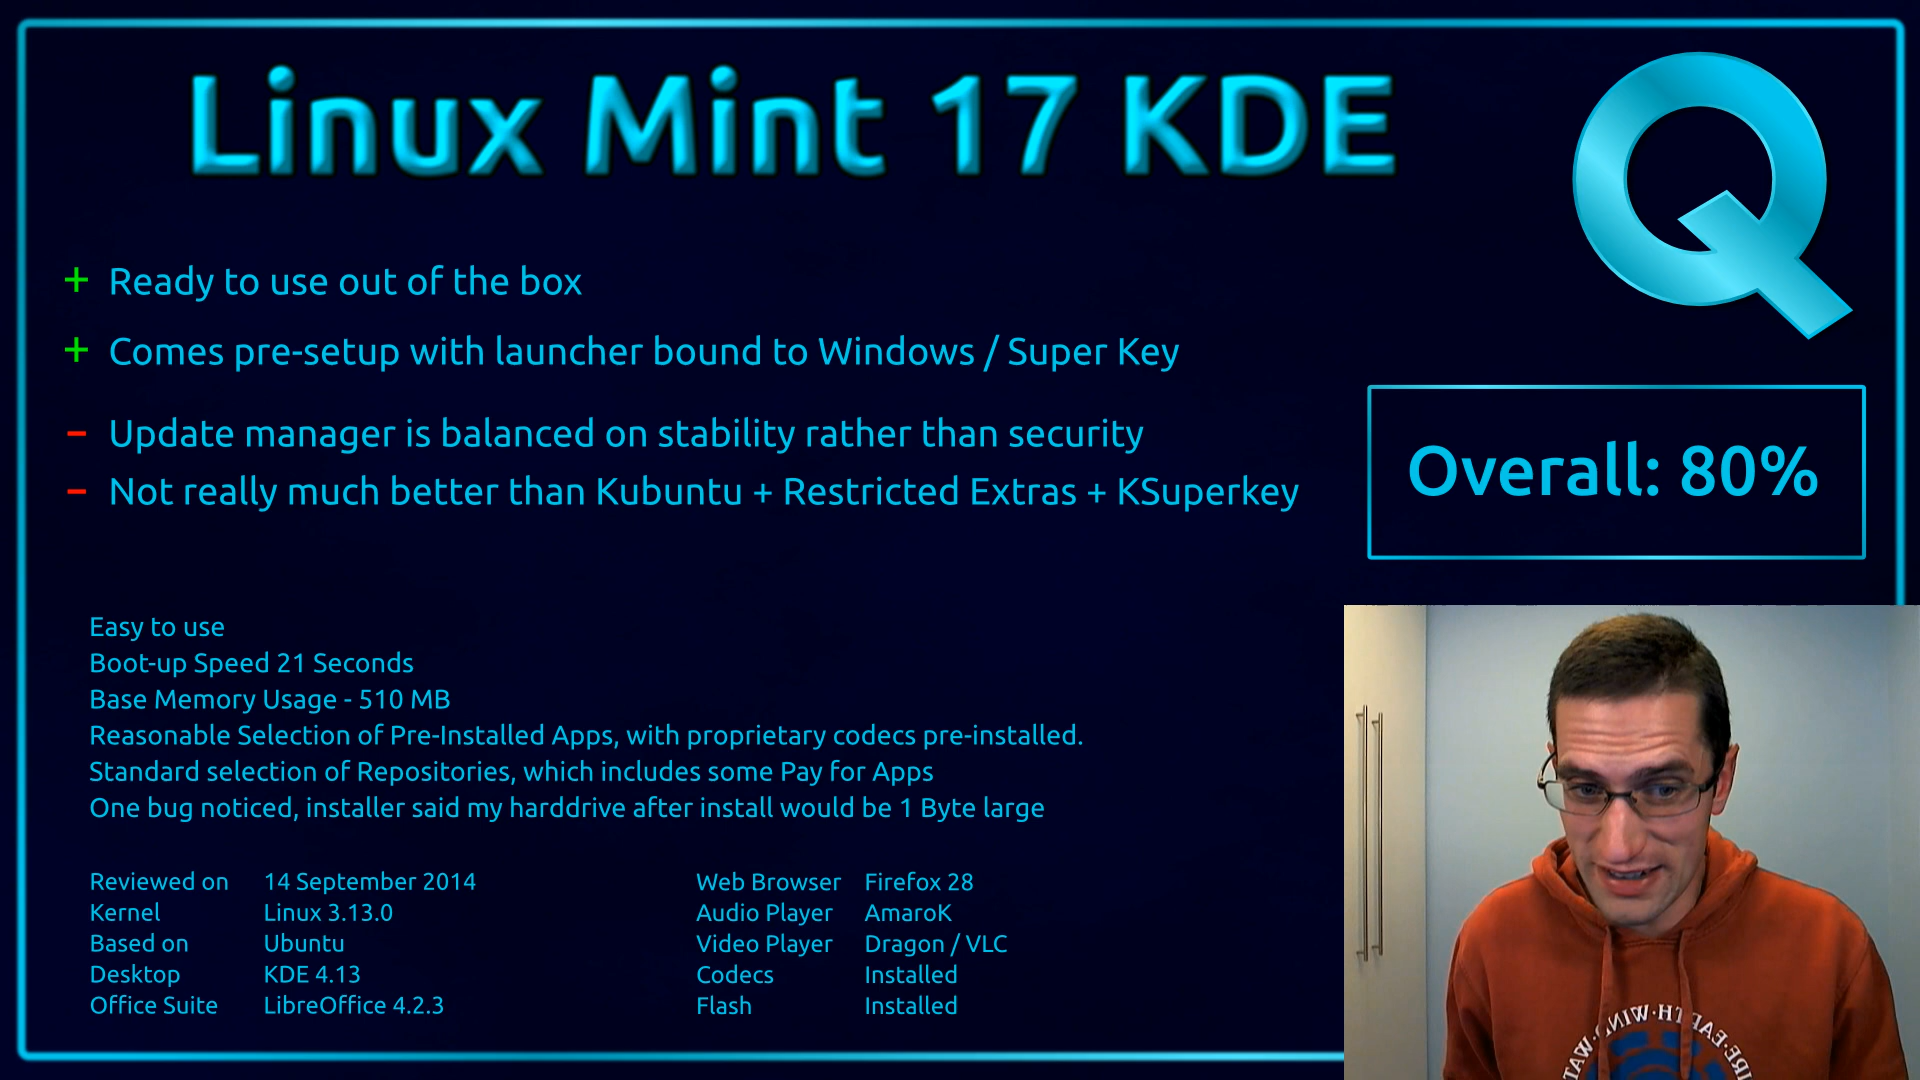 Linux Mint 17 KDE
Q
+ Ready to use out of the box
+ Comes pre-setup with launcher bound to Windows / Super Key
- Update manager is balanced on stability rather than security
- Not really much better than Kubuntu + Restricted Extras + KSuperkey
Overall: 80%
Easy to use
Boot-up Speed 21 Seconds
Base Memory Usage - 510 MB
Reasonable Selection of Pre-Installed Apps, with proprietary codecs pre-installed.
Standard selection of Repositories, which includes some Pay for Apps
One bug noticed, installer said my harddrive after install would be 1 Byte large
Reviewed on 14 September 2014
Kernel Linux 3.13.0
Based on Ubuntu
Desktop KDE 4.13
Office Suite LibreOffice 4.2.3
Web Browser Firefox 28
Audio Player AmaroK
Video Player Dragon / VLC
Codecs Installed
Flash Installed